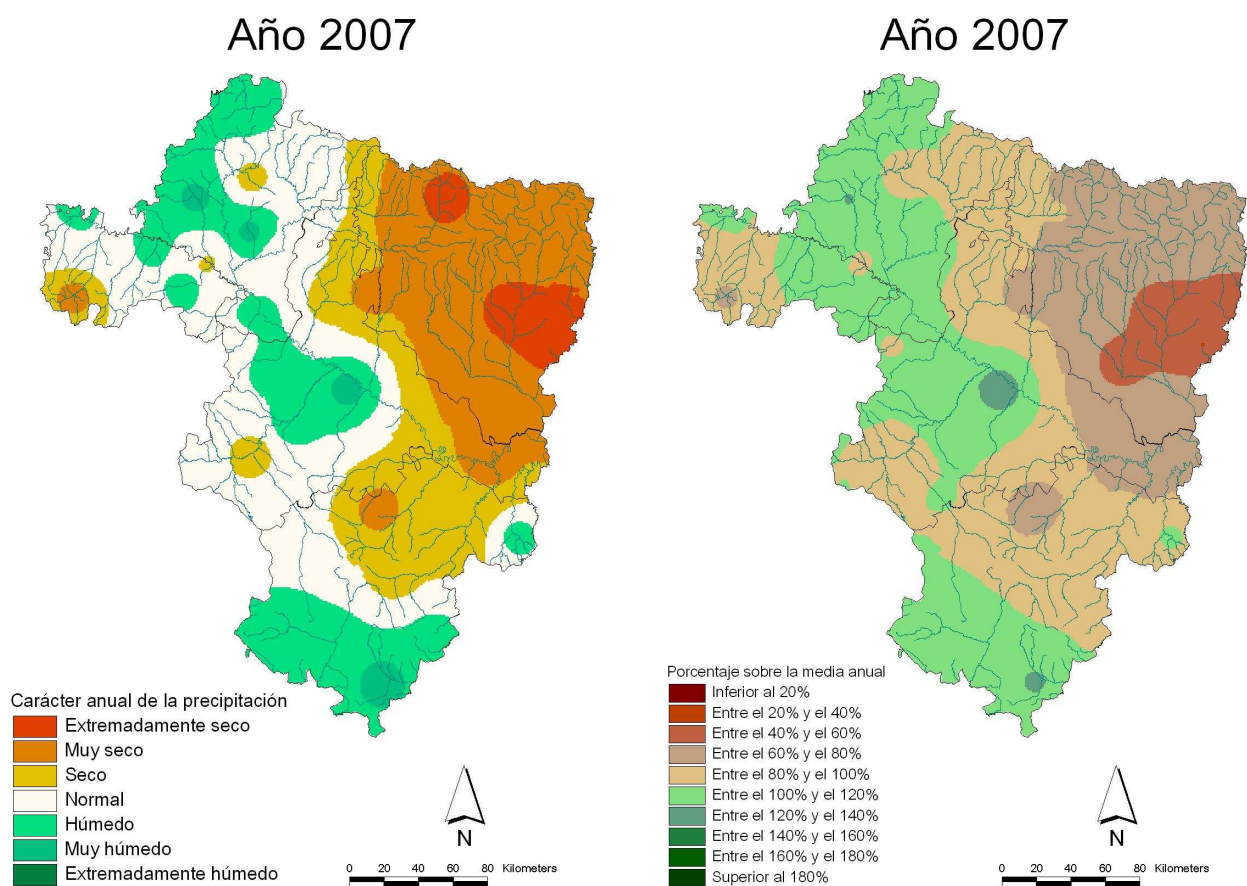 Año 2007
Carácter anual de la precipitación
Extremadamente seco
Muy seco
Seco
Normal
Húmedo
Muy húmedo
Extremadamente húmedo
N
0 20 40 60 80 Kilometers
Año 2007
Porcentaje sobre la media anual
Inferior al 20%
Entre el 20% y el 40%
Entre el 40% y el 60%
Entre el 60% y el 80%
Entre el 80% y el 100%
Entre el 100% y el 120%
Entre el 120% y el 140%
Entre el 140% y el 160%
Entre el 160% y el 180%
Superior al 180%
N
0 20 40 60 80 Kilometers